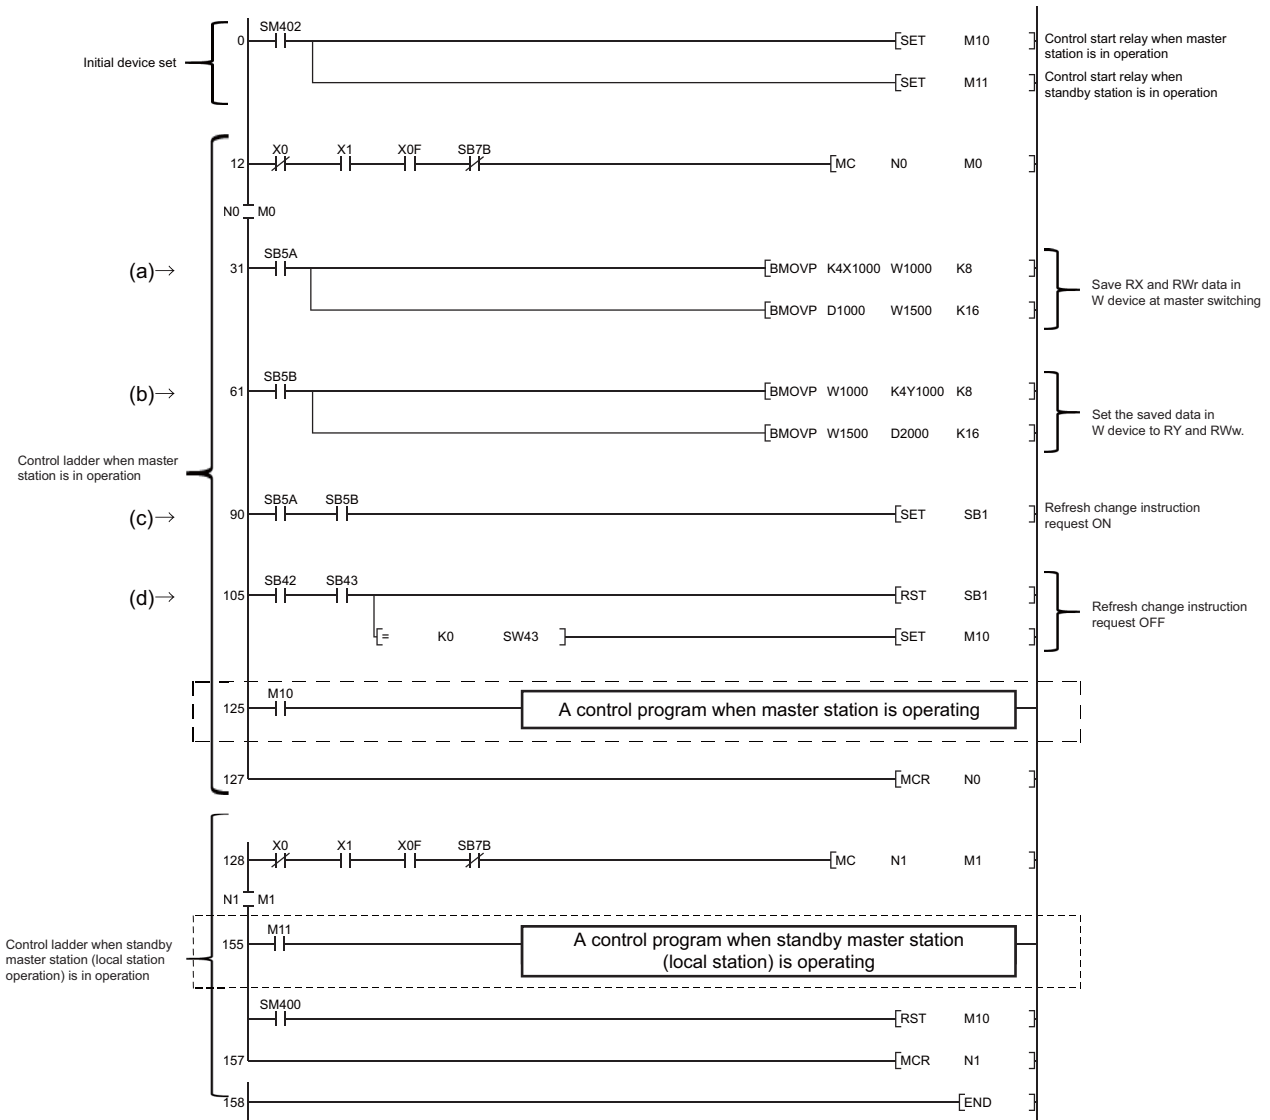 SM402
0
[SET M10 ]
Control start relay when master
station is in operation
Initial device set
[SET M11 ]
Control start relay when
standby station is in operation
X0 X1 X0F SB7B
12
[MC N0 M0 ]
N0 M0
SB5A
(a)→
31
[BMOVP K4X1000 W1000 K8 ]
[BMOVP D1000 W1500 K16 ]
Save RX and RWr data in
W device at master switching
SB5B
(b)→
61
[BMOVP W1000 K4Y1000 K8 ]
[BMOVP W1500 D2000 K16 ]
Set the saved data in
W device to RY and RWw.
Control ladder when master
station is in operation
SB5A SB5B
(c)→
90
[SET SB1 ]
Refresh change instruction
request ON
SB42 SB43
(d)→
105
[RST SB1 ]
[= K0 SW43 ]
[SET M10 ]
Refresh change instruction
request OFF
M10
125
A control program when master station is operating
127
[MCR N0 ]
X0 X1 X0F SB7B
128
[MC N1 M1 ]
N1 M1
M11
155
A control program when standby master station
(local station) is operating
Control ladder when standby
master station (local station
operation) is in operation
SM400
[RST M10 ]
157
[MCR N1 ]
158
[END ]